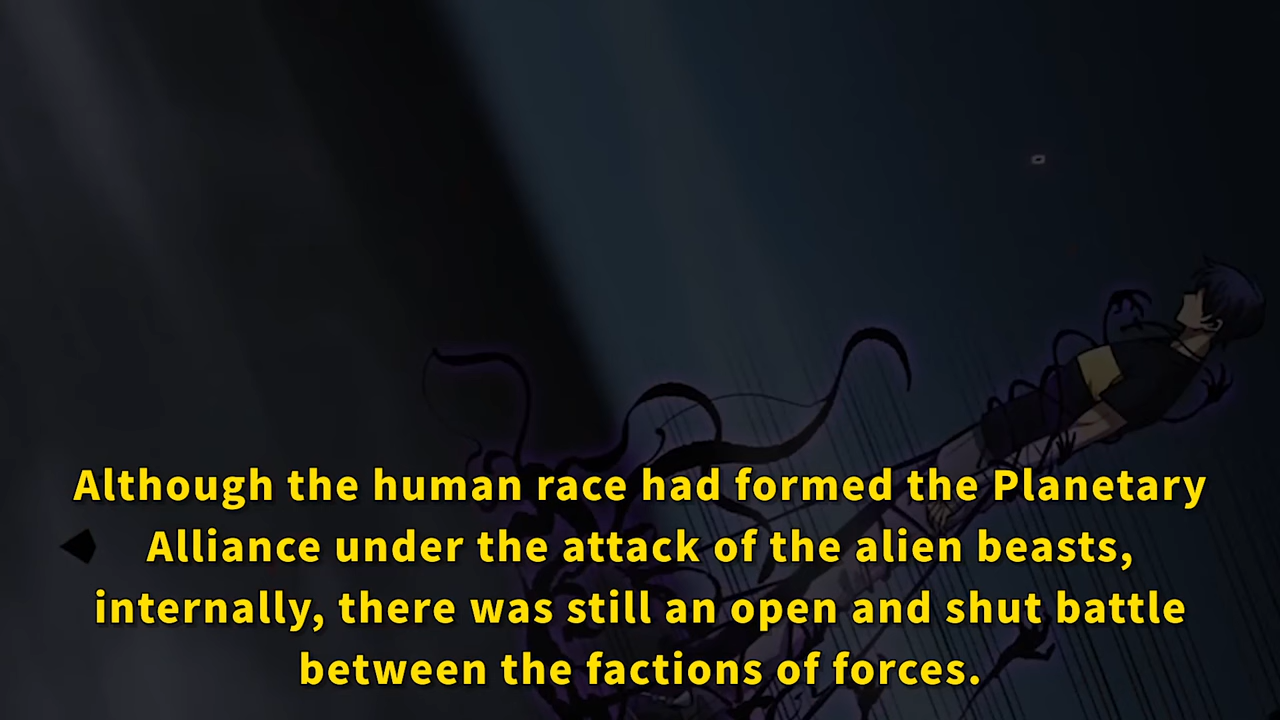 Although the human race had formed the Planetary
Alliance under the attack of the alien beasts,
internally, there was still an open and shut battle
between the factions of forces.